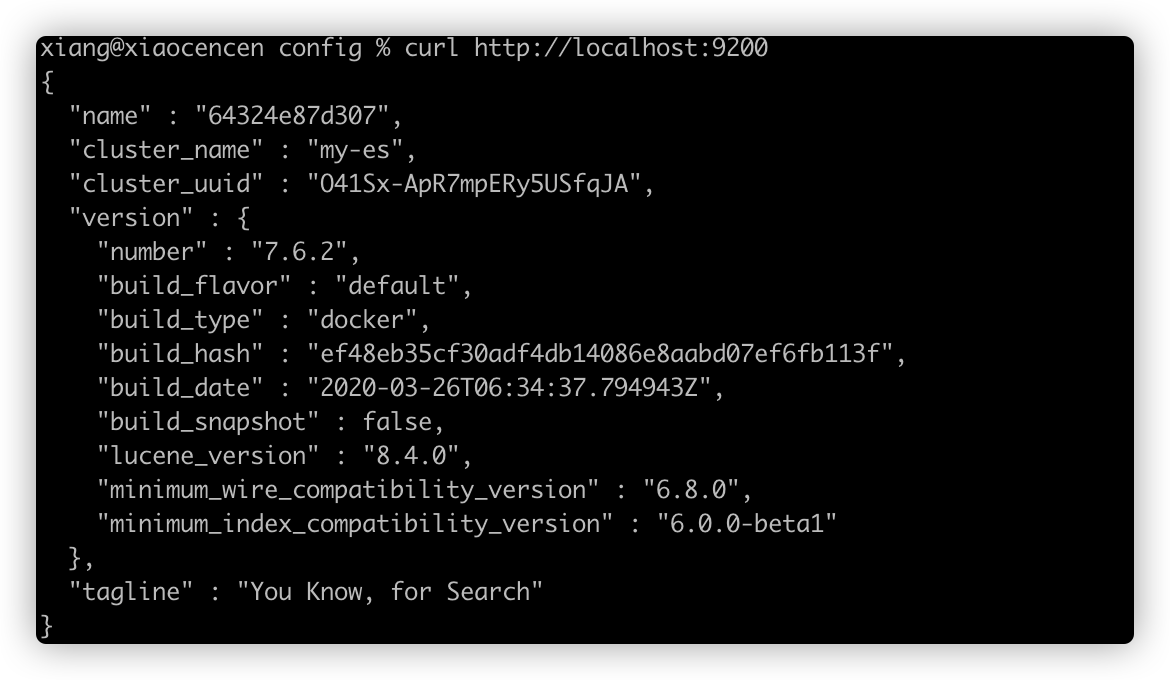 xiang@xiaocencen config % curl http://localhost:9200
{
  "name" : "64324e87d307",
  "cluster_name" : "my-es",
  "cluster_uuid" : "O41Sx-ApR7mpERy5USfqJA",
  "version" : {
    "number" : "7.6.2",
    "build_flavor" : "default",
    "build_type" : "docker",
    "build_hash" : "ef48eb35cf30adf4db14086e8aabd07ef6fb113f",
    "build_date" : "2020-03-26T06:34:37.794943Z",
    "build_snapshot" : false,
    "lucene_version" : "8.4.0",
    "minimum_wire_compatibility_version" : "6.8.0",
    "minimum_index_compatibility_version" : "6.0.0-beta1"
  },
  "tagline" : "You Know, for Search"
}